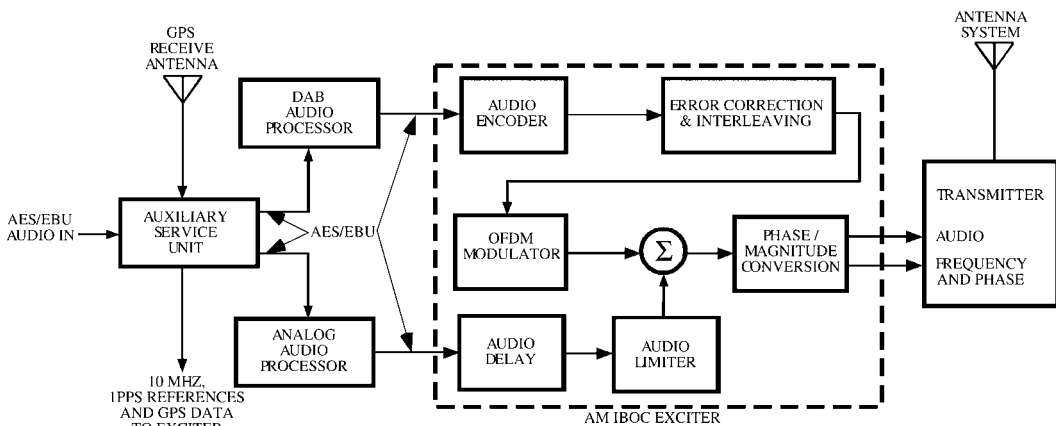 GPS
RECEIVE
ANTENNA
ANTENNA
SYSTEM
DAB
AUDIO
PROCESSOR
AUDIO
ENCODER
ERROR CORRECTION
& INTERLEAVING
AES/EBU
AUDIO IN
AUXILIARY
SERVICE
UNIT
AES/EBU
OFDM
MODULATOR
Σ
PHASE /
MAGNITUDE
CONVERSION
TRANSMITTER
AUDIO
FREQUENCY
AND PHASE
ANALOG
AUDIO
PROCESSOR
AUDIO
DELAY
AUDIO
LIMITER
10 MHZ,
1PPS REFERENCES
AND GPS DATA
TO EXCITER
AM IBOC EXCITER